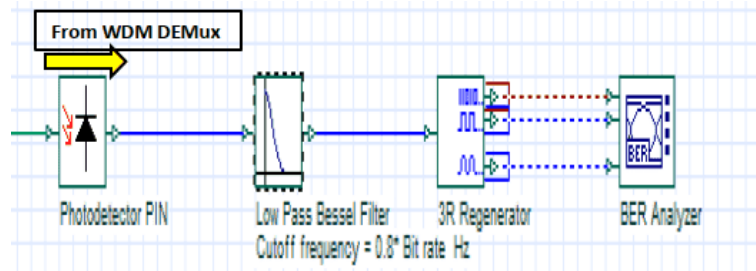 From WDM DEMux
BER
Photodetector PIN
Low Pass Bessel Filter
3R Regenerator
BER Analyzer
Cutoff frequency = 0.8* Bit rate Hz